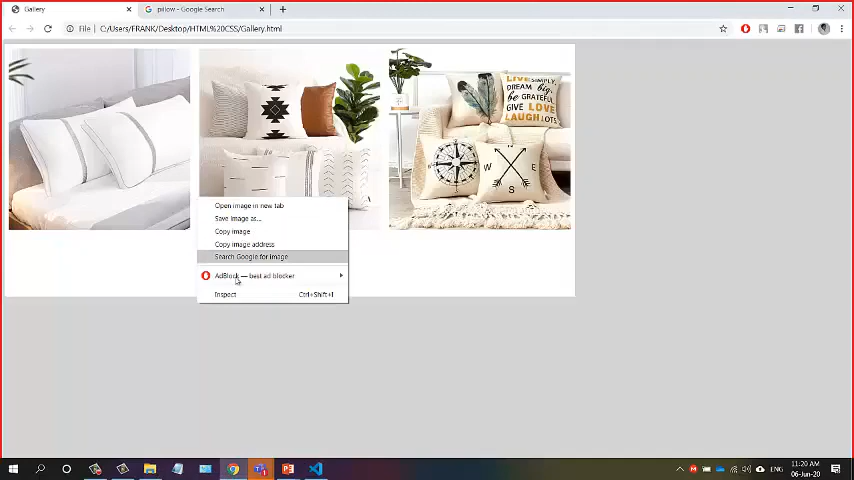 Gallery
pillow - Google Search
File
C:/Users/FRANK/Desktop/HTML%20CSS/Gallery.html
LIVE SIMPLY,
DREAM big,
be GRATEFUL,
GIVE LOVE
LAUGH LOTS.
W E
S
Open image in new tab
Save image as...
Copy image
Copy image address
Search Google for image
AdBlock — best ad blocker
Inspect Ctrl+Shift+I
ENG
11:20 AM
06-Jun-20